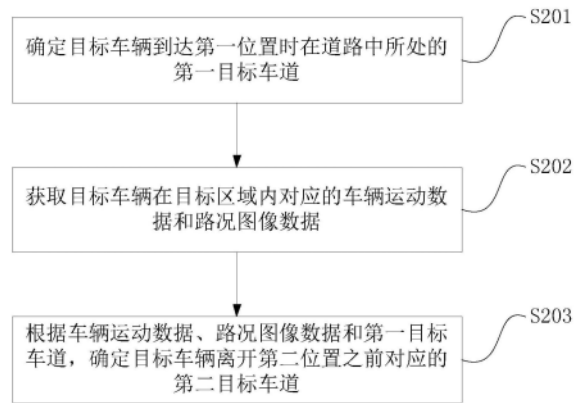 S201
确定目标车辆到达第一位置时在道路中所处的
第一目标车道
S202
获取目标车辆在目标区域内对应的车辆运动数
据和路况图像数据
S203
根据车辆运动数据、路况图像数据和第一目标
车道，确定目标车辆离开第二位置之前对应的
第二目标车道